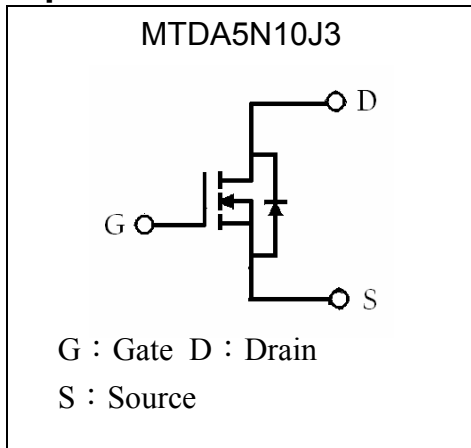 MTDA5N10J3
D
G
S
G：Gate D：Drain
S：Source